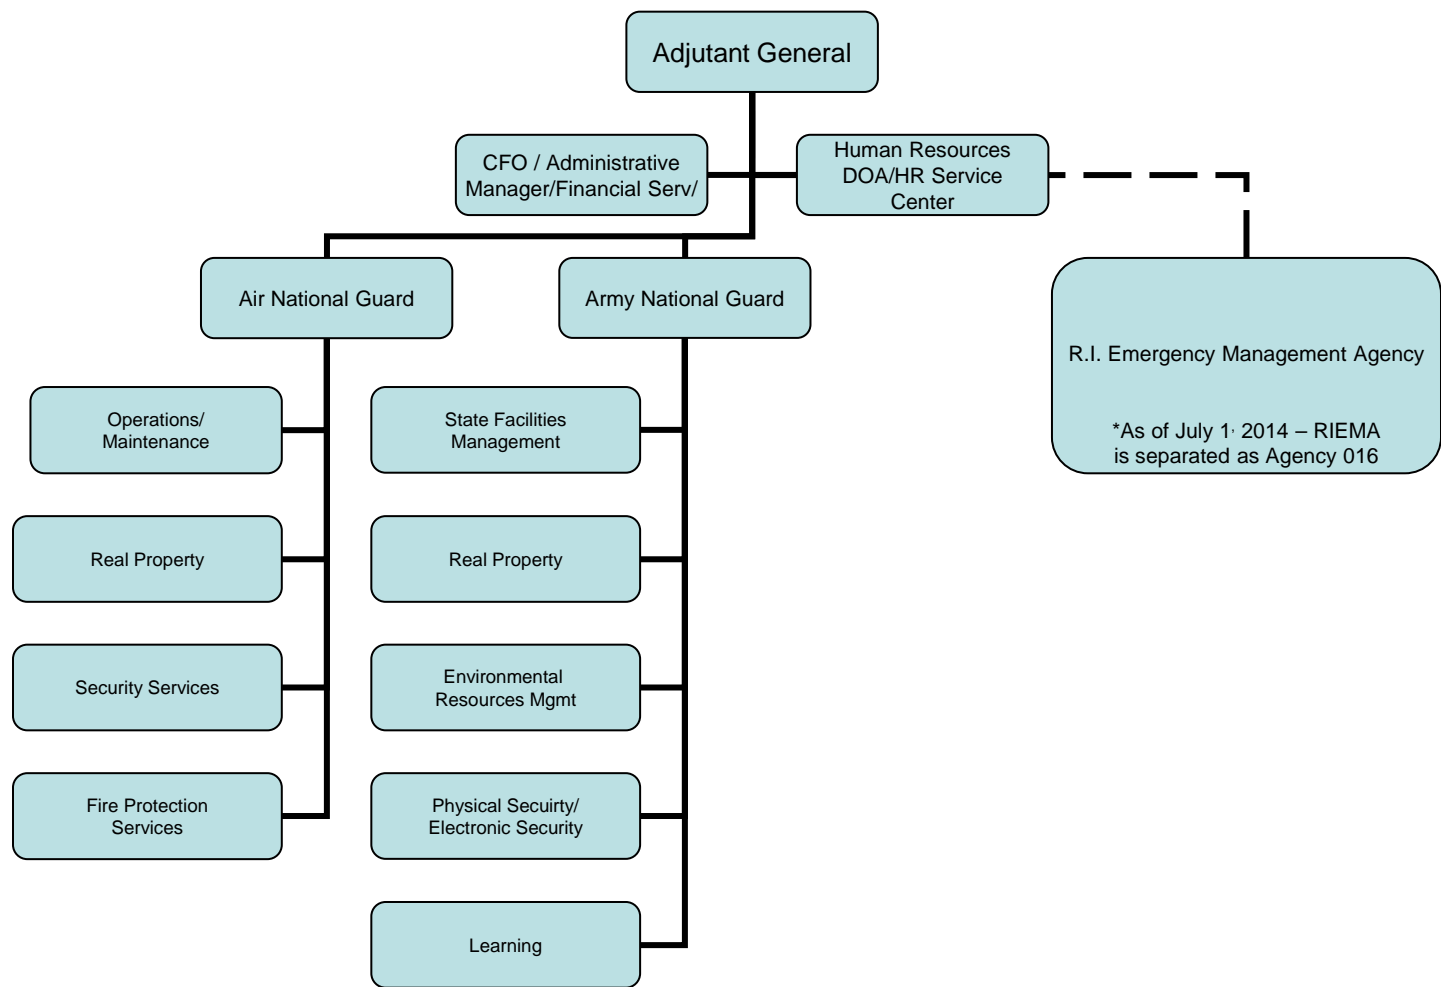 Adjutant General
CFO / Administrative
Manager/Financial Serv/
Human Resources
DOA/HR Service
Center
Air National Guard
Army National Guard
R.I. Emergency Management Agency
*As of July 1, 2014 – RIEMA
is separated as Agency 016
Operations/
Maintenance
State Facilities
Management
Real Property
Real Property
Security Services
Environmental
Resources Mgmt
Fire Protection
Services
Physical Secuirty/
Electronic Security
Learning